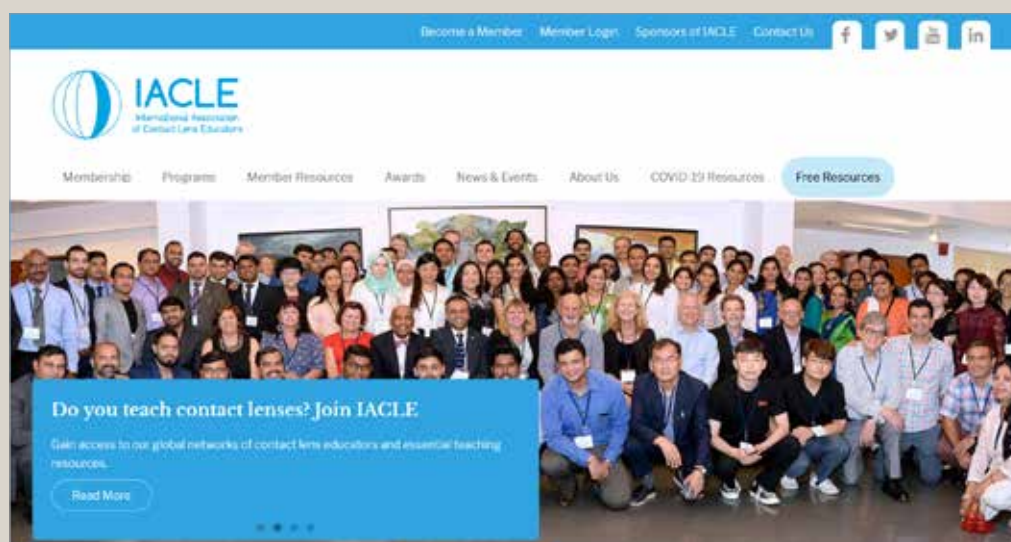 Become a Member Member Login Sponsors of IACLE Contact Us
IACLE
International Association
of Contact Lens Educators
Membership Programs Member Resources Awards News & Events About Us COVID-19 Resources Free Resources
Do you teach contact lenses? Join IACLE
Gain access to our global networks of contact lens educators and essential teaching
resources.
Read More